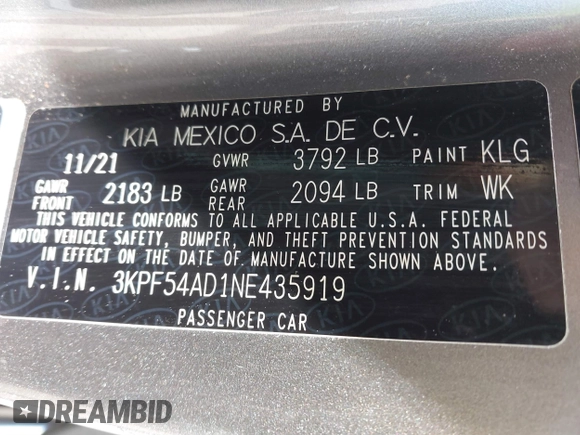 MANUFACTURED BY
KIA MEXICO S.A. DE C.V.
11/21 GVWR 3792 LB PAINT KLG
GAWR FRONT 2183 LB GAWR REAR 2094 LB TRIM WK
THIS VEHICLE CONFORMS TO ALL APPLICABLE U.S.A. FEDERAL
MOTOR VEHICLE SAFETY, BUMPER, AND THEFT PREVENTION STANDARDS
IN EFFECT ON THE DATE OF MANUFACTURE SHOWN ABOVE.
V.I.N. 3KPF54AD1NE435919
PASSENGER CAR
DREAMBID